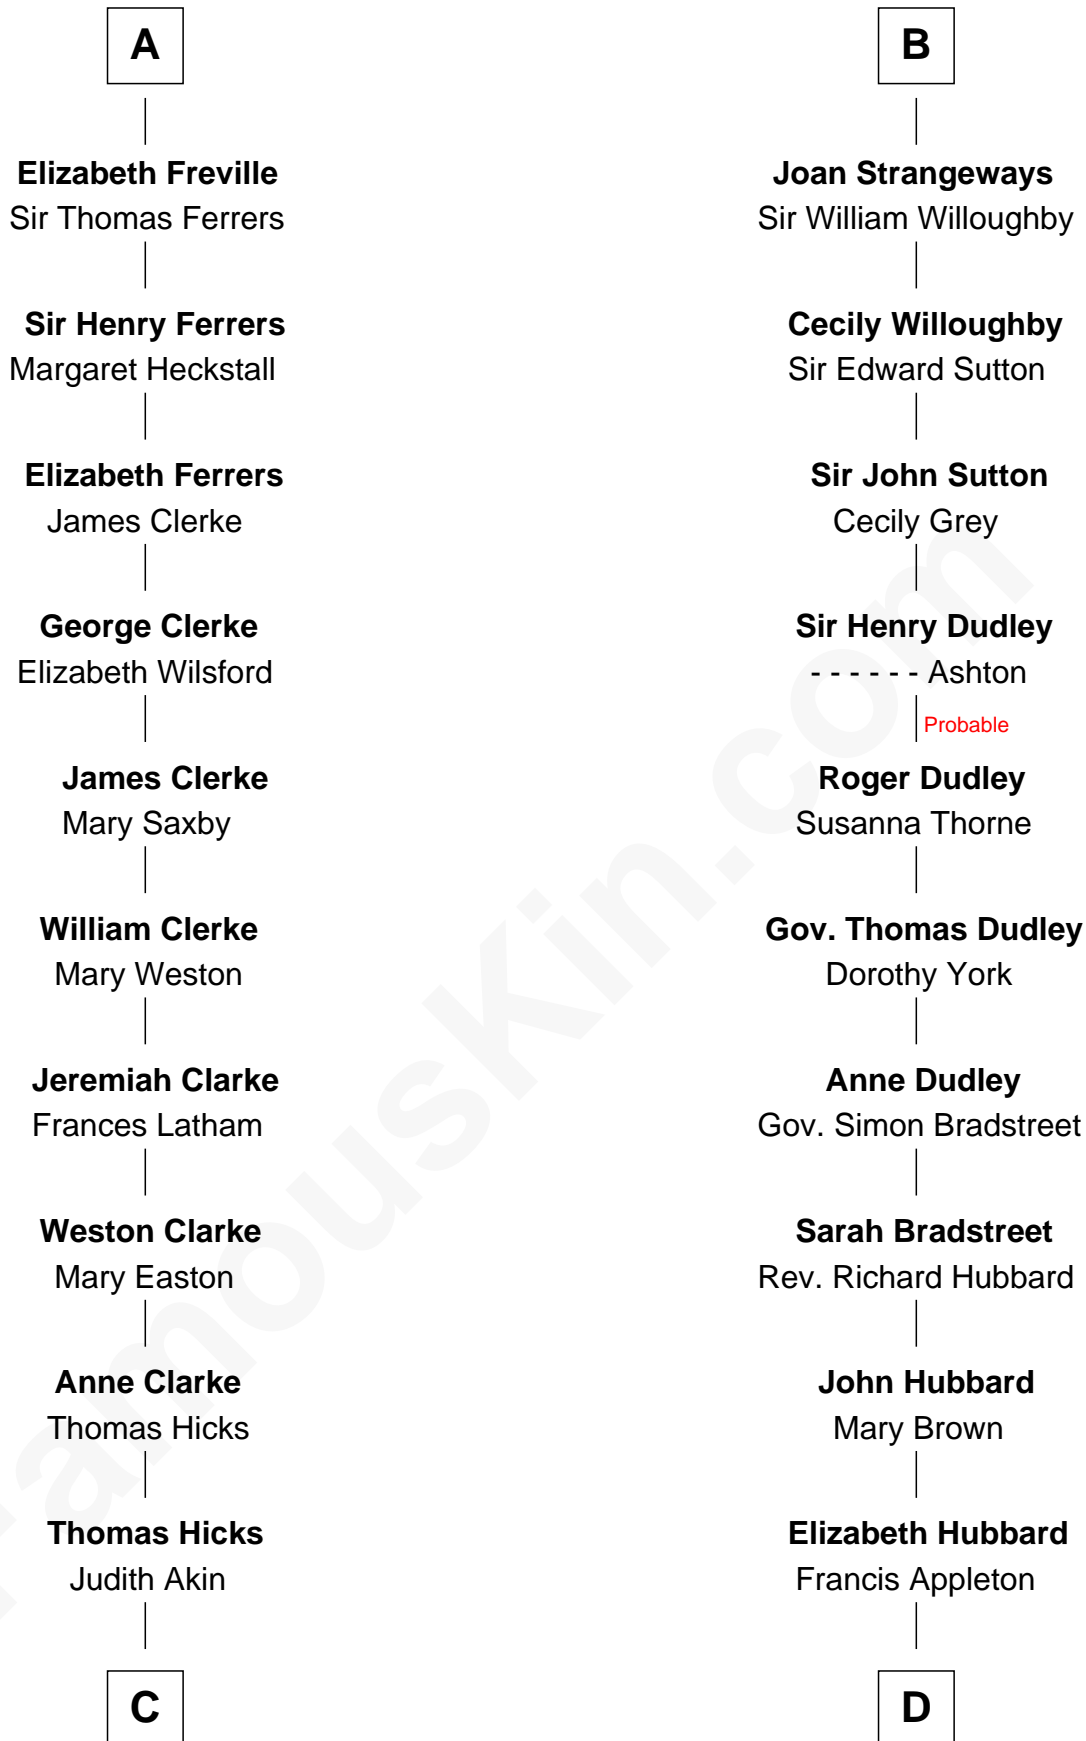 A
Elizabeth Freville
Sir Thomas Ferrers
Sir Henry Ferrers
Margaret Heckstall
Elizabeth Ferrers
James Clerke
George Clerke
Elizabeth Wilsford
James Clerke
Mary Saxby
William Clerke
Mary Weston
Jeremiah Clarke
Frances Latham
Weston Clarke
Mary Easton
Anne Clarke
Thomas Hicks
Thomas Hicks
Judith Akin
C
B
Joan Strangeways
Sir William Willoughby
Cecily Willoughby
Sir Edward Sutton
Sir John Sutton
Cecily Grey
Sir Henry Dudley
- - - - - - Ashton
Probable
Roger Dudley
Susanna Thorne
Gov. Thomas Dudley
Dorothy York
Anne Dudley
Gov. Simon Bradstreet
Sarah Bradstreet
Rev. Richard Hubbard
John Hubbard
Mary Brown
Elizabeth Hubbard
Francis Appleton
D
FamousKin.com